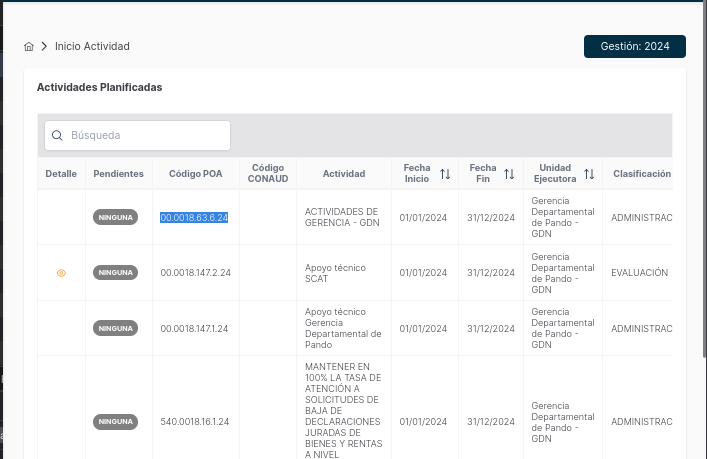 Inicio Actividad
Gestión: 2024
Actividades Planificadas
Búsqueda
Detalle
Pendientes
Código POA
Código
CONAUD
Actividad
Fecha
Inicio
Fecha
Fin
Unidad
Ejecutora
Clasificación
NINGUNA
00.0018.63.6.24
ACTIVIDADES DE
GERENCIA - GDN
01/01/2024
31/12/2024
Gerencia
Departamental
de Pando -
GDN
ADMINISTRAC
NINGUNA
00.0018.147.2.24
Apoyo técnico
SCAT
01/01/2024
31/12/2024
Gerencia
Departamental
de Pando -
GDN
EVALUACIÓN
NINGUNA
00.0018.147.1.24
Apoyo técnico
Gerencia
Departamental de
Pando
01/01/2024
31/12/2024
Gerencia
Departamental
de Pando -
GDN
ADMINISTRAC
NINGUNA
540.0018.16.1.24
MANTENER EN
100% LA TASA DE
ATENCIÓN A
SOLICITUDES DE
BAJA DE
DECLARACIONES
JURADAS DE
BIENES Y RENTAS
A NIVEL
01/01/2024
31/12/2024
Gerencia
Departamental
de Pando -
GDN
ADMINISTRAC